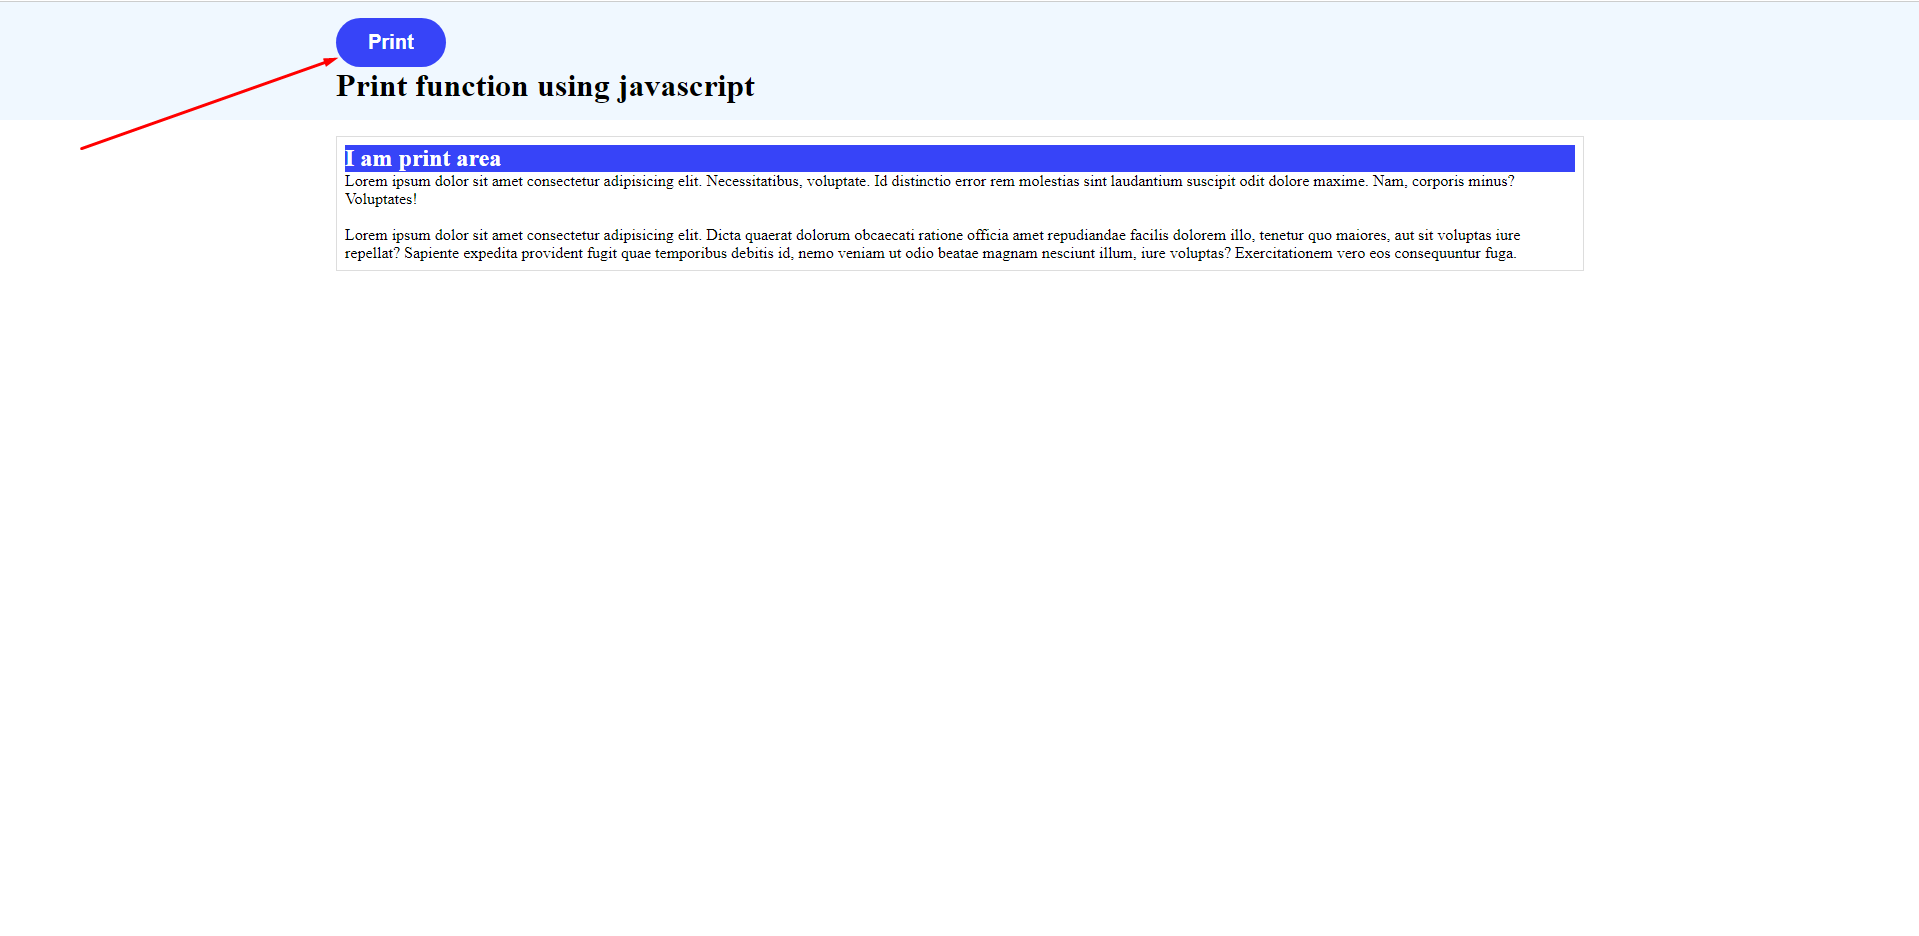 Print
Print function using javascript
I am print area
Lorem ipsum dolor sit amet consectetur adipisicing elit. Necessitatibus, voluptate. Id distinctio error rem molestias sint laudantium suscipit odit dolore maxime. Nam, corporis minus?
Voluptates!
Lorem ipsum dolor sit amet consectetur adipisicing elit. Dicta quaerat dolorum obcaecati ratione officia amet repudiandae facilis dolorem illo, tenetur quo maiores, aut sit voluptas iure
repellat? Sapiente expedita provident fugit quae temporibus debitis id, nemo veniam ut odio beatae magnam nesciunt illum, iure voluptas? Exercitationem vero eos consequuntur fuga.